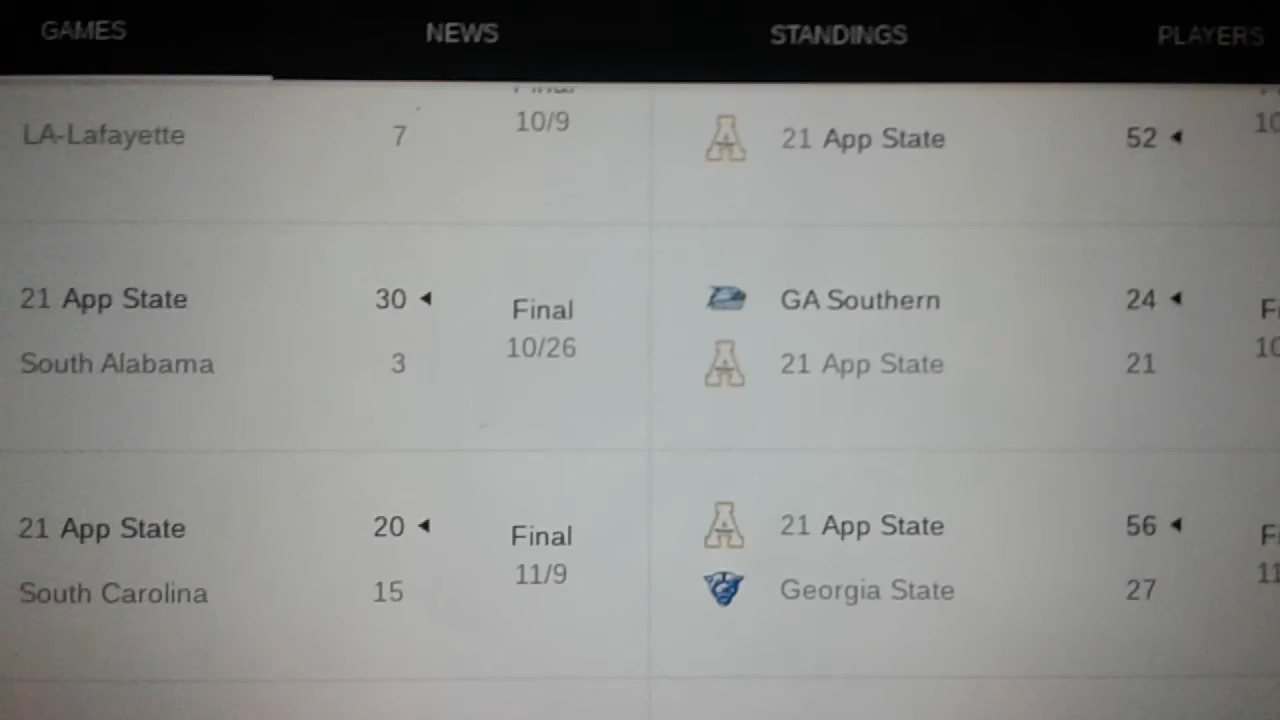 GAMES NEWS STANDINGS PLAYERS
Final
LA-Lafayette 7 10/9 21 App State 52
21 App State 30 GA Southern 24
Final
South Alabama 3 10/26 21 App State 21
21 App State 20 21 App State 56
Final
South Carolina 15 11/9 Georgia State 27